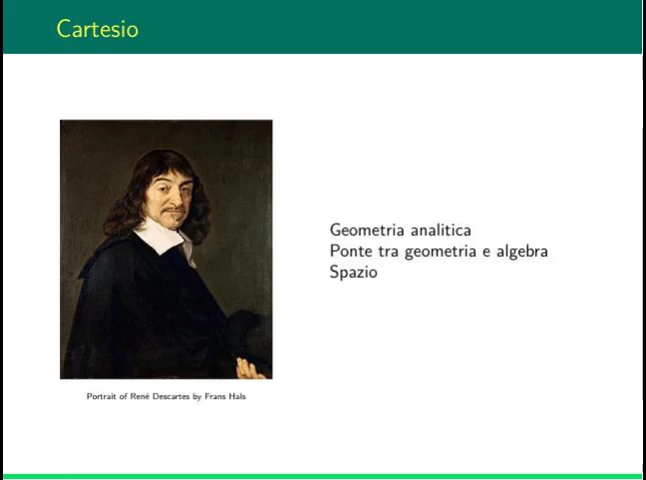 Cartesio
Geometria analitica
Ponte tra geometria e algebra
Spazio
Portrait of René Descartes by Frans Hals